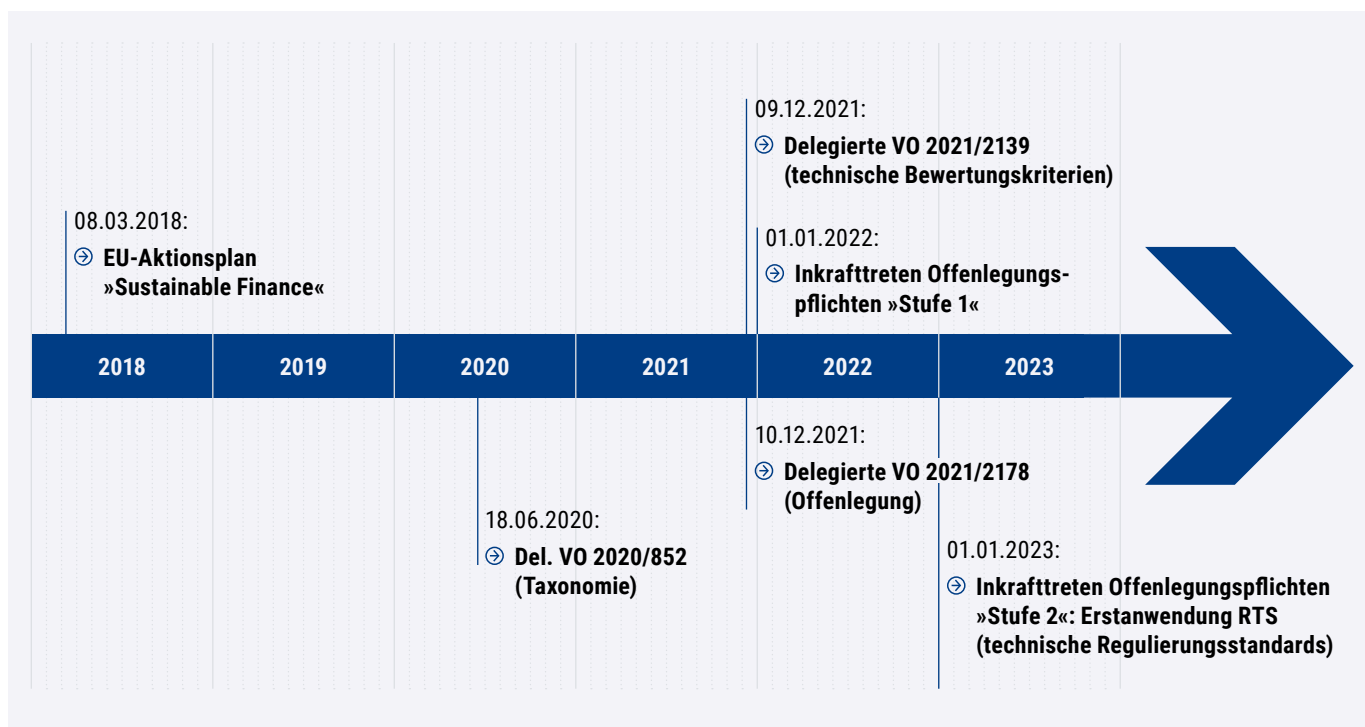 09.12.2021:
Delegierte VO 2021/2139
(technische Bewertungskriterien)
08.03.2018:
EU-Aktionsplan
»Sustainable Finance«
01.01.2022:
Inkrafttreten Offenlegungs-
pflichten »Stufe 1«
2018 2019 2020 2021 2022 2023
10.12.2021:
Delegierte VO 2021/2178
(Offenlegung)
18.06.2020:
Del. VO 2020/852
(Taxonomie)
01.01.2023:
Inkrafttreten Offenlegungspflichten
»Stufe 2«: Erstanwendung RTS
(technische Regulierungsstandards)